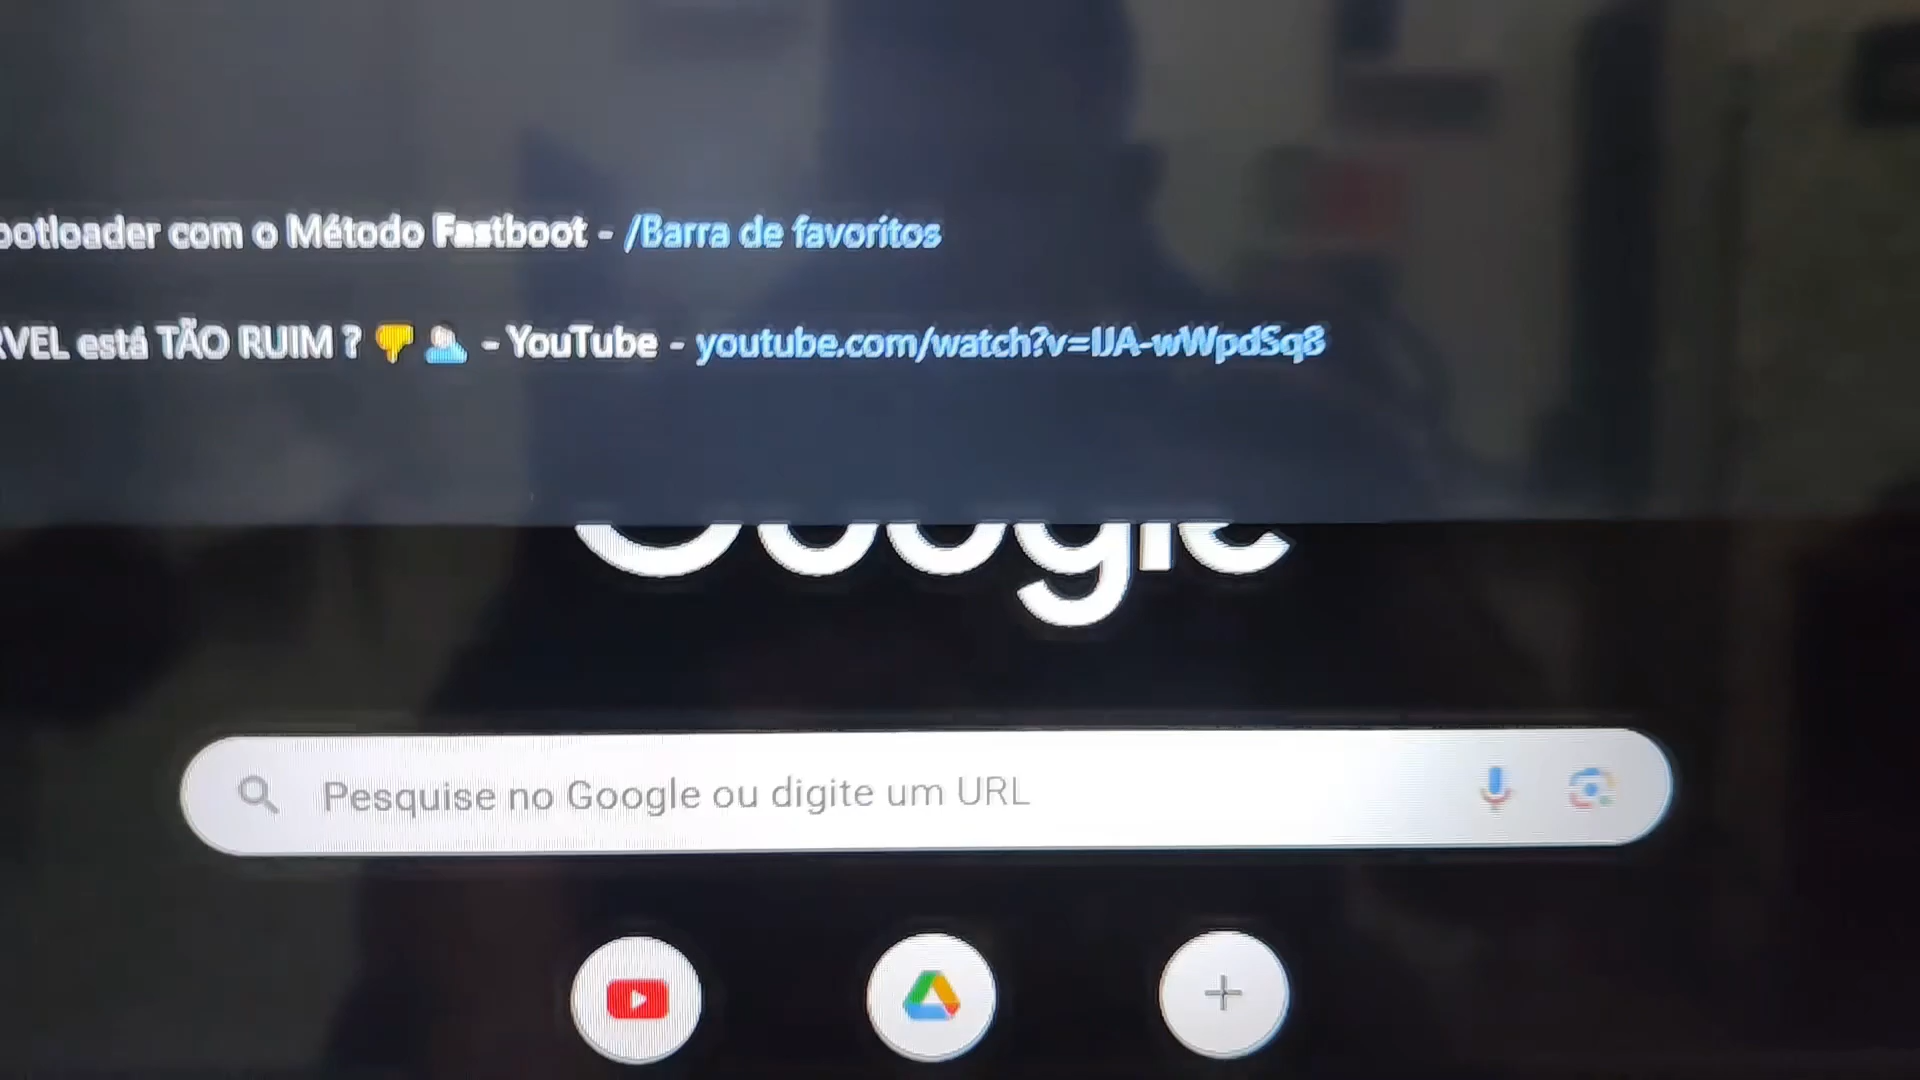 ootloader com o Método Fastboot - /Barra de favoritos
RVEL está TÃO RUIM ? 👎 🤦🏻 - YouTube - youtube.com/watch?v=IJA-wWpdSq8
Google
Pesquise no Google ou digite um URL